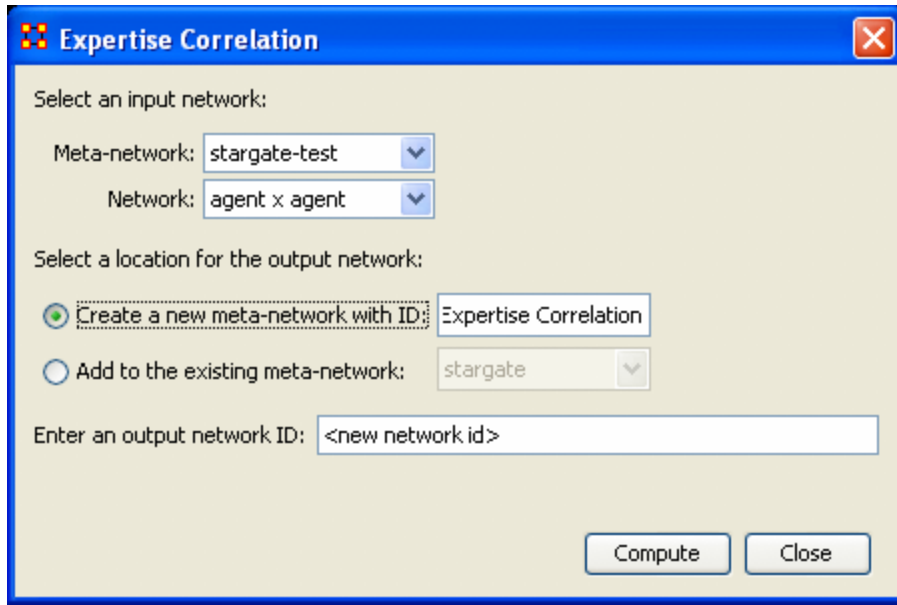 Expertise Correlation
Select an input network:
Meta-network: stargate-test
Network: agent x agent
Select a location for the output network:
Create a new meta-network with ID: Expertise Correlation
Add to the existing meta-network: stargate
Enter an output network ID: <new network id>
Compute Close